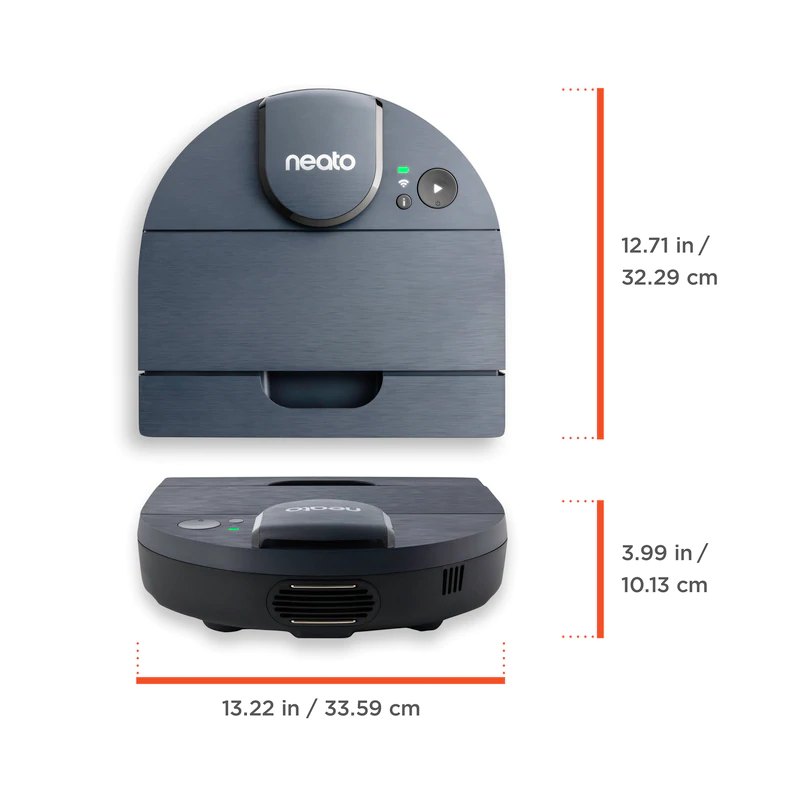 neato
i
12.71 in /
32.29 cm
neato
3.99 in /
10.13 cm
13.22 in / 33.59 cm